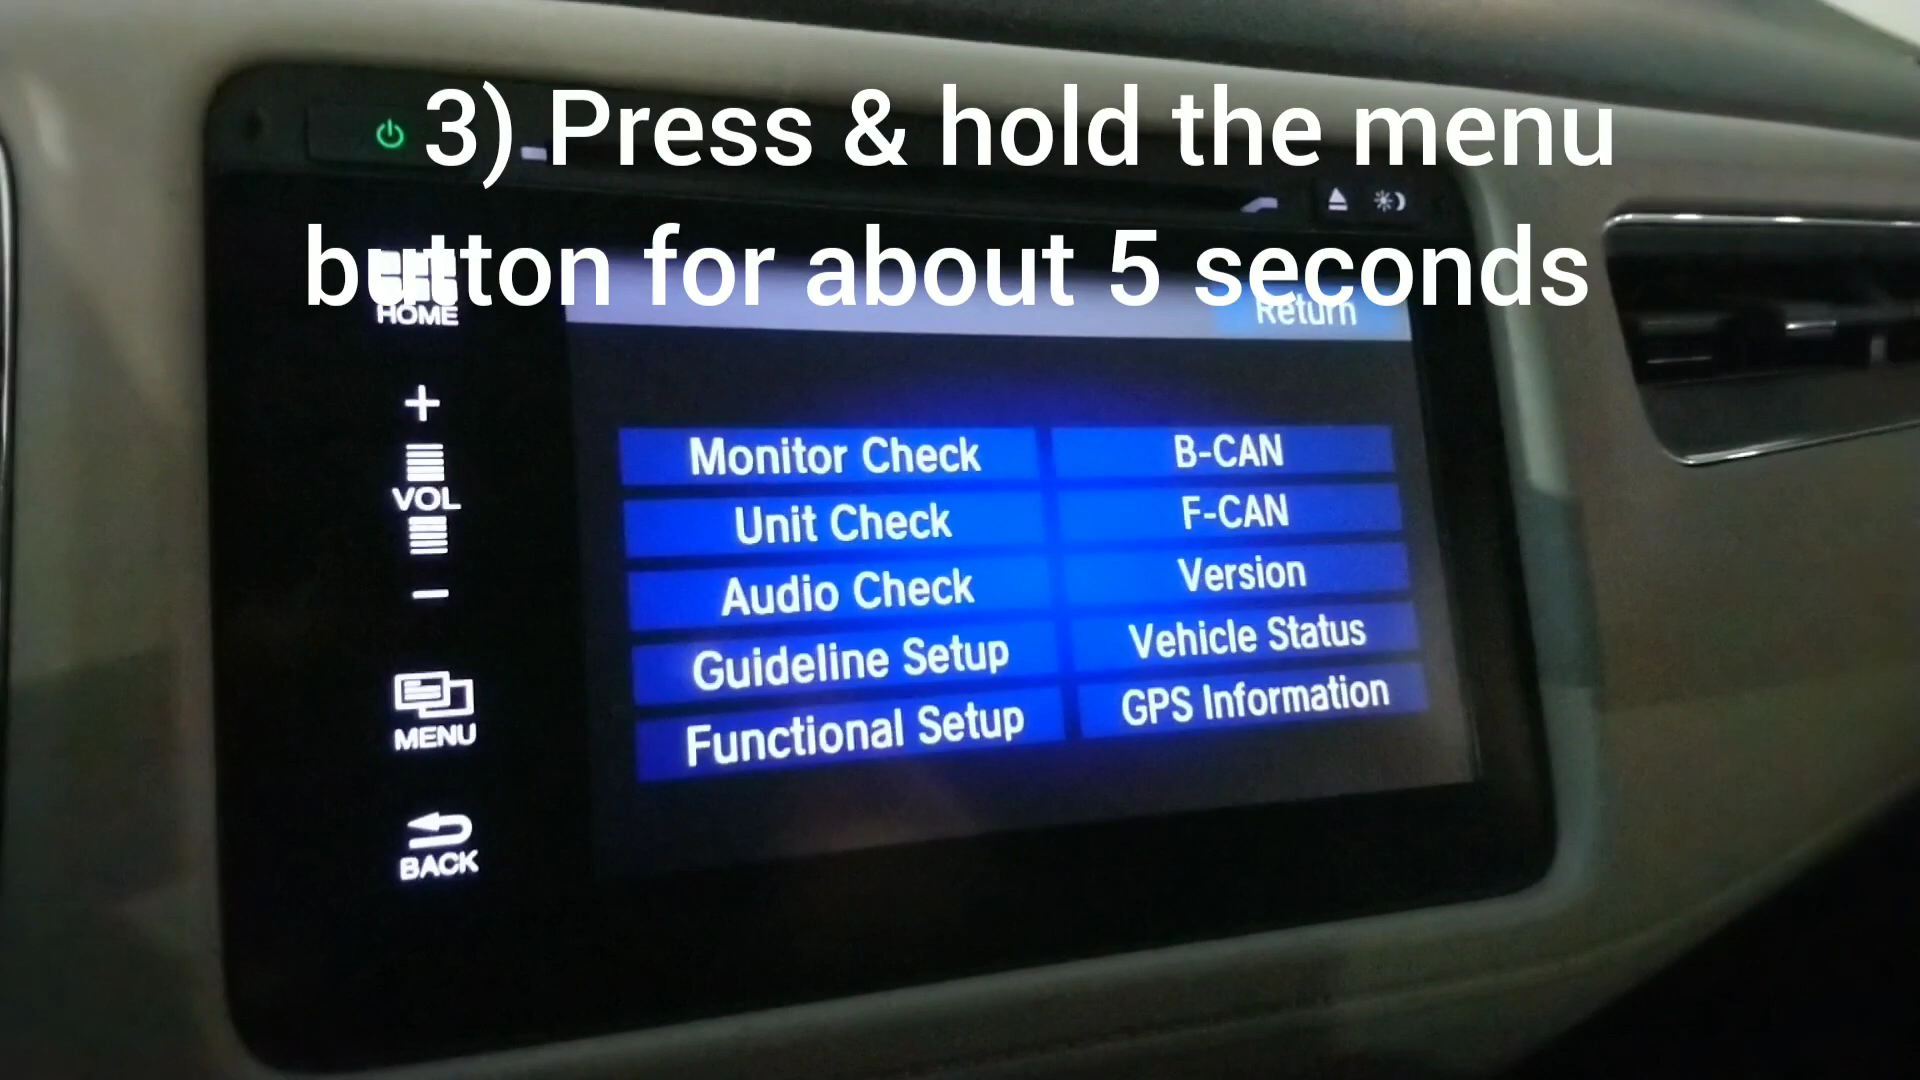 3) Press & hold the menu
button for about 5 seconds
HOME
Return
+
VOL
−
MENU
BACK
Monitor Check
Unit Check
Audio Check
Guideline Setup
Functional Setup
B-CAN
F-CAN
Version
Vehicle Status
GPS Information